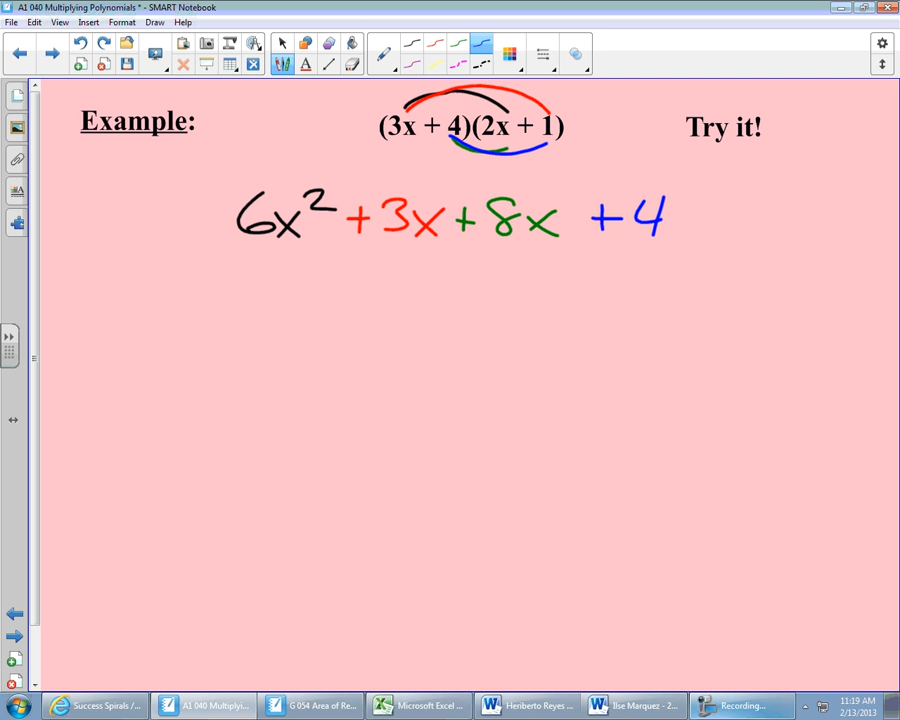 A1 040 Multiplying Polynomials * - SMART Notebook
File Edit View Insert Format Draw Help
Example: (3x + 4)(2x + 1) Try it!
6x² + 3x + 8x + 4
Success Spirals /... A1 040 Multiplyi... G 054 Area of Re... Microsoft Excel ... Heriberto Reyes ... Ilse Marquez - 2... Recording... 11:19 AM
2/13/2013